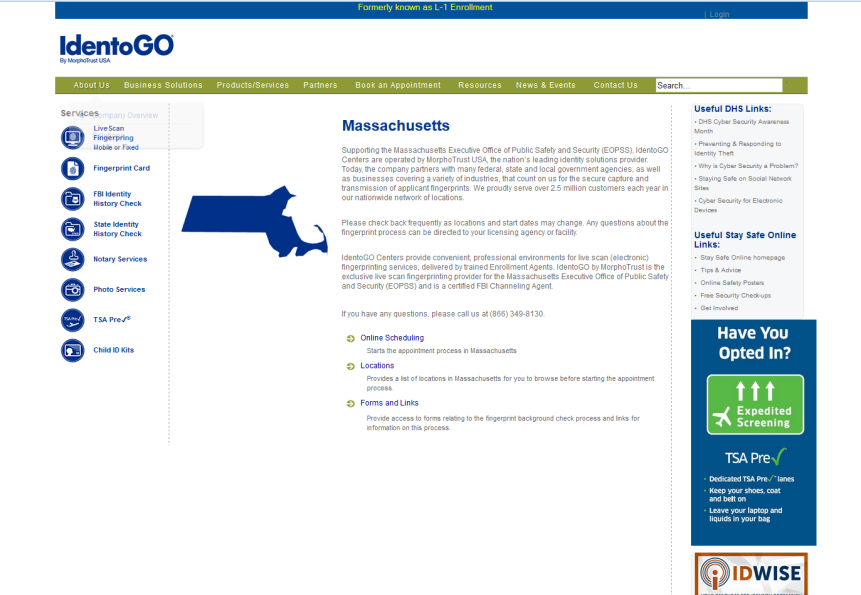 Formerly known as L-1 Enrollment
| Login
IdentoGO
By MorphoTrust USA
About Us Business Solutions Products/Services Partners Book an Appointment Resources News & Events Contact Us Search...
Services
Company Overview
LiveScan
Fingerprinting
Mobile or Fixed
Fingerprint Card
FBI Identity
History Check
State Identity
History Check
Notary Services
Photo Services
TSA Pre✓®
Child ID Kits
Massachusetts
Supporting the Massachusetts Executive Office of Public Safety and Security (EOPSS), IdentoGO
Centers are operated by MorphoTrust USA, the nation's leading identity solutions provider.
Today, the company partners with many federal, state and local government agencies, as well
as businesses covering a variety of industries, that count on us for the secure capture and
transmission of applicant fingerprints. We proudly serve over 2.5 million customers each year in
our nationwide network of locations.
Please check back frequently as locations and start dates may change. Any questions about the
fingerprint process can be directed to your licensing agency or facility.
IdentoGO Centers provide convenient, professional environments for live scan (electronic)
fingerprinting services, delivered by trained Enrollment Agents. IdentoGO by MorphoTrust is the
exclusive live scan fingerprinting provider for the Massachusetts Executive Office of Public Safety
and Security (EOPSS) and is a certified FBI Channeling Agent.
If you have any questions, please call us at (866) 349-8130.
Online Scheduling
Starts the appointment process in Massachusetts
Locations
Provides a list of locations in Massachusetts for you to browse before starting the appointment
process.
Forms and Links
Provide access to forms relating to the fingerprint background check process and links for
information on this process.
Useful DHS Links:
• DHS Cyber Security Awareness
Month
• Preventing & Responding to
Identity Theft
• Why is Cyber Security a Problem?
• Staying Safe on Social Network
Sites
• Cyber Security for Electronic
Devices
Useful Stay Safe Online
Links:
• Stay Safe Online homepage
• Tips & Advice
• Online Safety Posters
• Free Security Check-ups
• Get Involved
Have You
Opted In?
Expedited
Screening
TSA Pre✓
• Dedicated TSA Pre✓™ lanes
• Keep your shoes, coat
and belt on
• Leave your laptop and
liquids in your bag
IDWISE